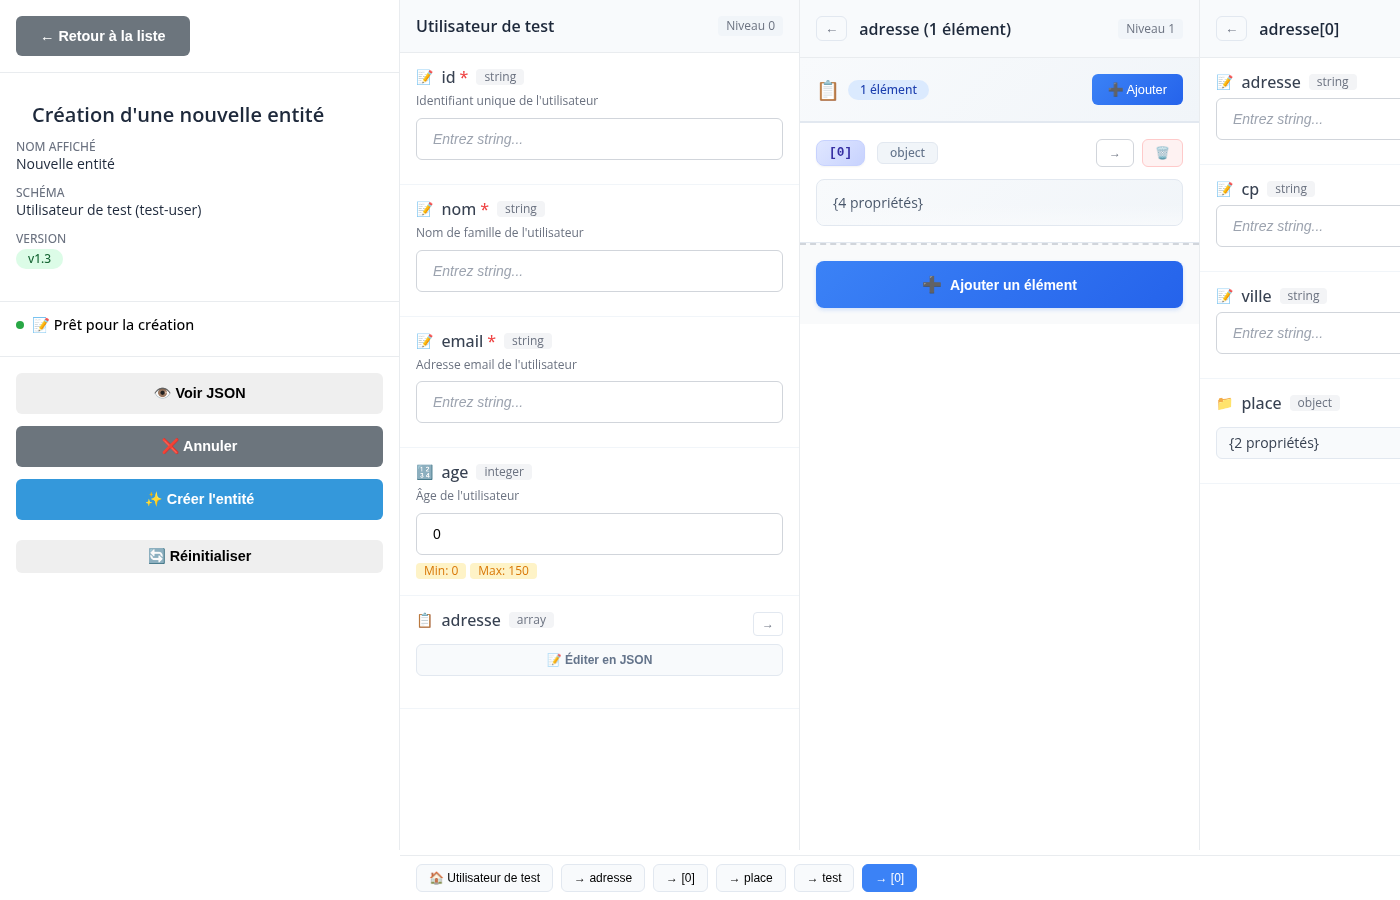 ← Retour à la liste
Création d'une nouvelle entité
NOM AFFICHÉ
Nouvelle entité
SCHÉMA
Utilisateur de test (test-user)
VERSION
v1.3
📝 Prêt pour la création
👁️ Voir JSON
❌ Annuler
✨ Créer l'entité
🔄 Réinitialiser
Utilisateur de test Niveau 0
📝 id * string
Identifiant unique de l'utilisateur
Entrez string...
📝 nom * string
Nom de famille de l'utilisateur
Entrez string...
📝 email * string
Adresse email de l'utilisateur
Entrez string...
🔢 age integer
Âge de l'utilisateur
0
Min: 0 Max: 150
📋 adresse array →
📝 Éditer en JSON
← adresse (1 élément) Niveau 1
📋 1 élément ➕ Ajouter
[0] object → 🗑️
{4 propriétés}
➕ Ajouter un élément
← adresse[0]
📝 adresse string
Entrez string...
📝 cp string
Entrez string...
📝 ville string
Entrez string...
📁 place object
{2 propriétés}
🏠 Utilisateur de test → adresse → [0] → place → test → [0]